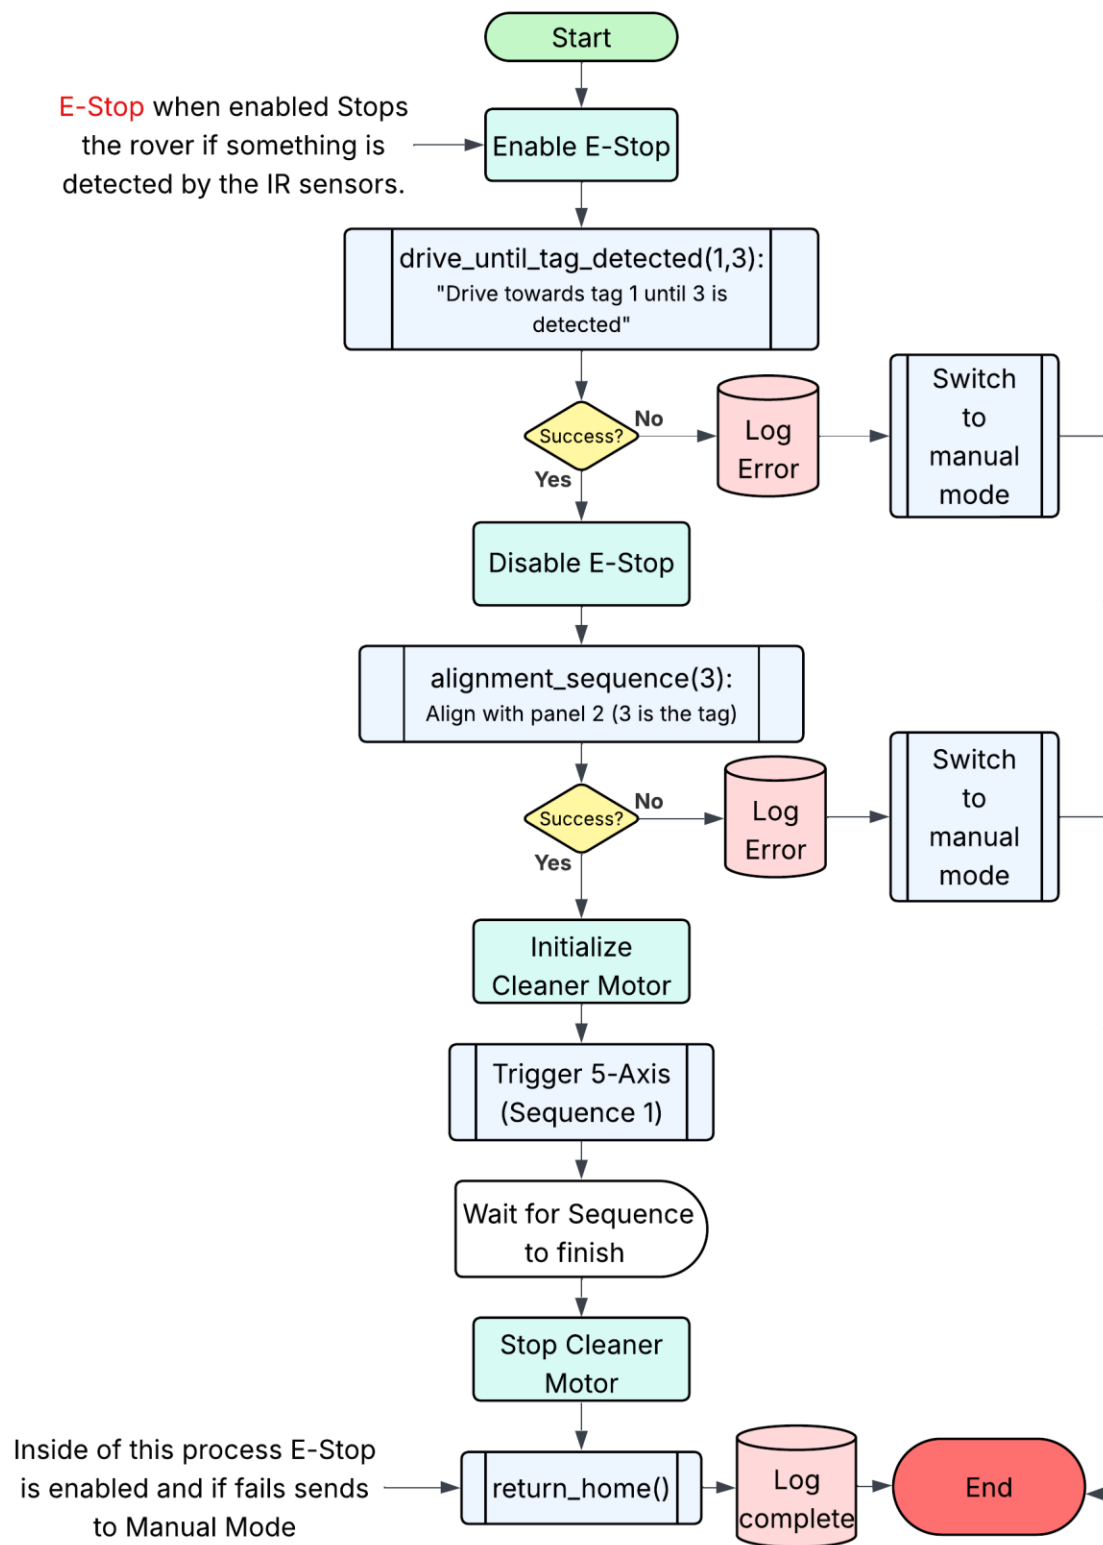 Start
E-Stop when enabled Stops
the rover if something is
detected by the IR sensors.
Enable E-Stop
drive_until_tag_detected(1,3):
"Drive towards tag 1 until 3 is
detected"
Success?
No
Yes
Log
Error
Switch
to
manual
mode
Disable E-Stop
alignment_sequence(3):
Align with panel 2 (3 is the tag)
Success?
No
Yes
Log
Error
Switch
to
manual
mode
Initialize
Cleaner Motor
Trigger 5-Axis
(Sequence 1)
Wait for Sequence
to finish
Stop Cleaner
Motor
Inside of this process E-Stop
is enabled and if fails sends
to Manual Mode
return_home()
Log
complete
End